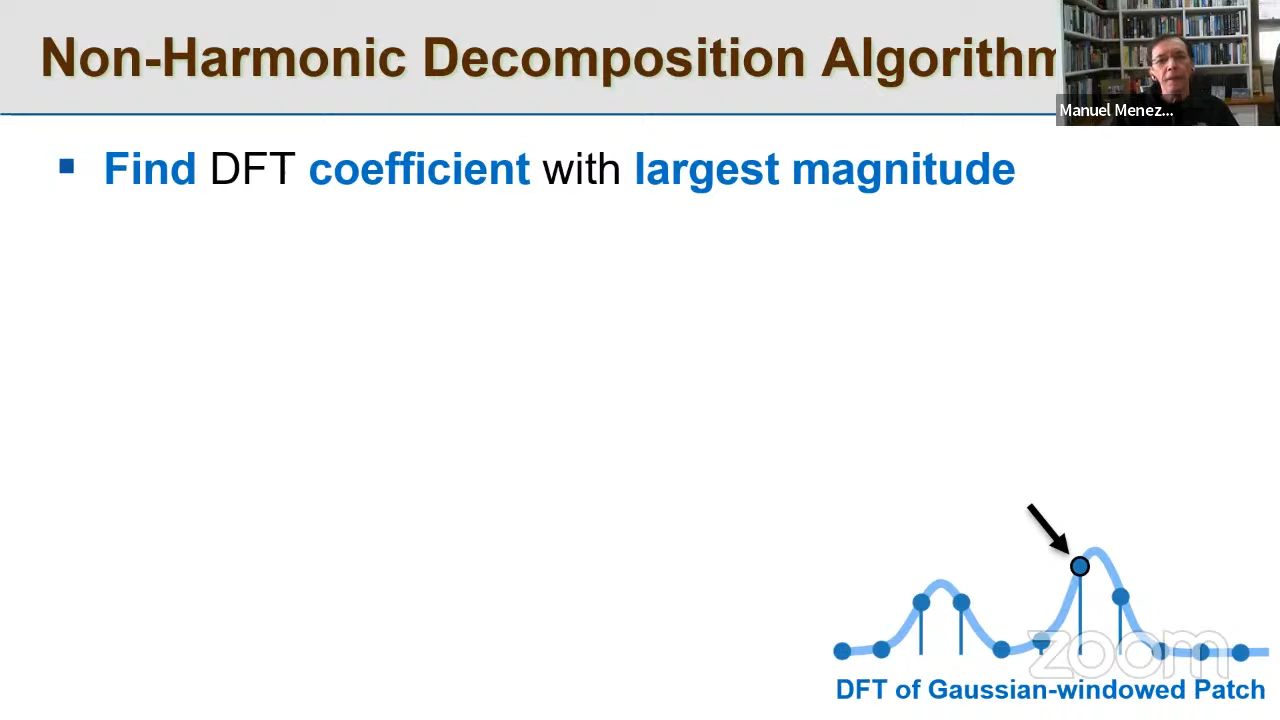 Non-Harmonic Decomposition Algorithm
Manuel Menez...
▪ Find DFT coefficient with largest magnitude
zoom
DFT of Gaussian-windowed Patch